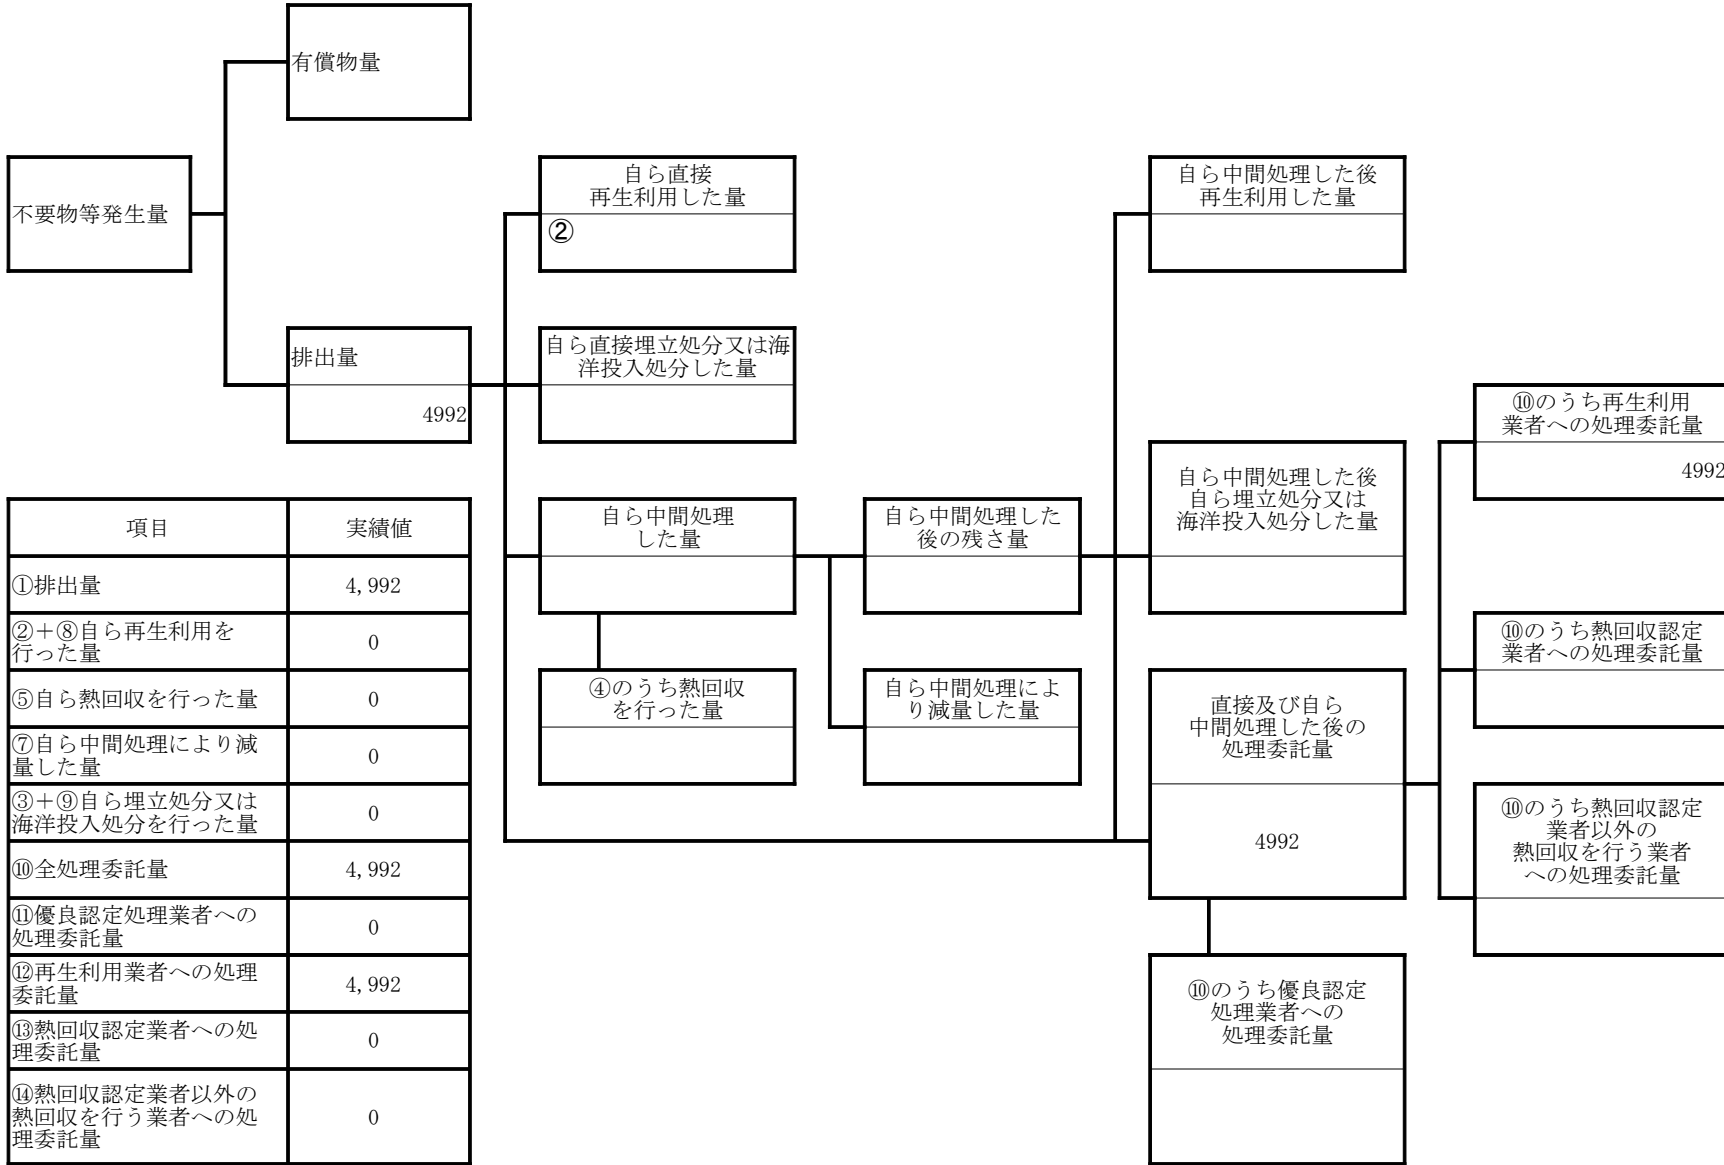 有償物量
不要物等発生量
自ら直接
再生利用した量
②
自ら中間処理した後
再生利用した量
排出量
4992
自ら直接埋立処分又は海
洋投入処分した量
⑩のうち再生利用
業者への処理委託量
4992
自ら中間処理した後
自ら埋立処分又は
海洋投入処分した量
自ら中間処理
した量
自ら中間処理した
後の残さ量
⑩のうち熱回収認定
業者への処理委託量
④のうち熱回収
を行った量
自ら中間処理によ
り減量した量
直接及び自ら
中間処理した後の
処理委託量
4992
⑩のうち熱回収認定
業者以外の
熱回収を行う業者
への処理委託量
⑩のうち優良認定
処理業者への
処理委託量
項目 実績値
①排出量 4,992
②+⑧自ら再生利用を
行った量 0
⑤自ら熱回収を行った量 0
⑦自ら中間処理により減
量した量 0
③+⑨自ら埋立処分又は
海洋投入処分を行った量 0
⑩全処理委託量 4,992
⑪優良認定処理業者への
処理委託量 0
⑫再生利用業者への処理
委託量 4,992
⑬熱回収認定業者への処
理委託量 0
⑭熱回収認定業者以外の
熱回収を行う業者への処 0
理委託量